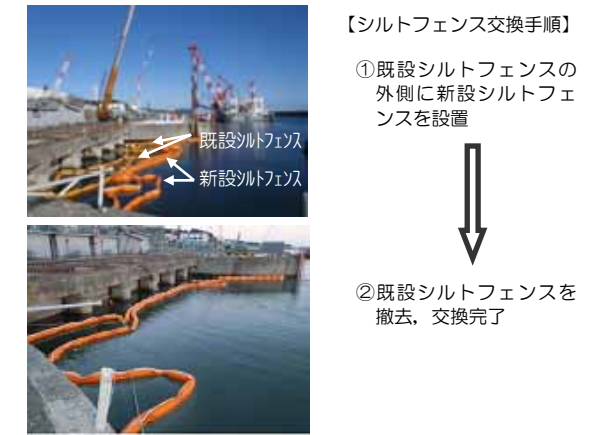 【シルトフェンス交換手順】
①既設シルトフェンスの
外側に新設シルトフェ
ンスを設置
既設シルトフェンス
新設シルトフェンス
②既設シルトフェンスを
撤去，交換完了